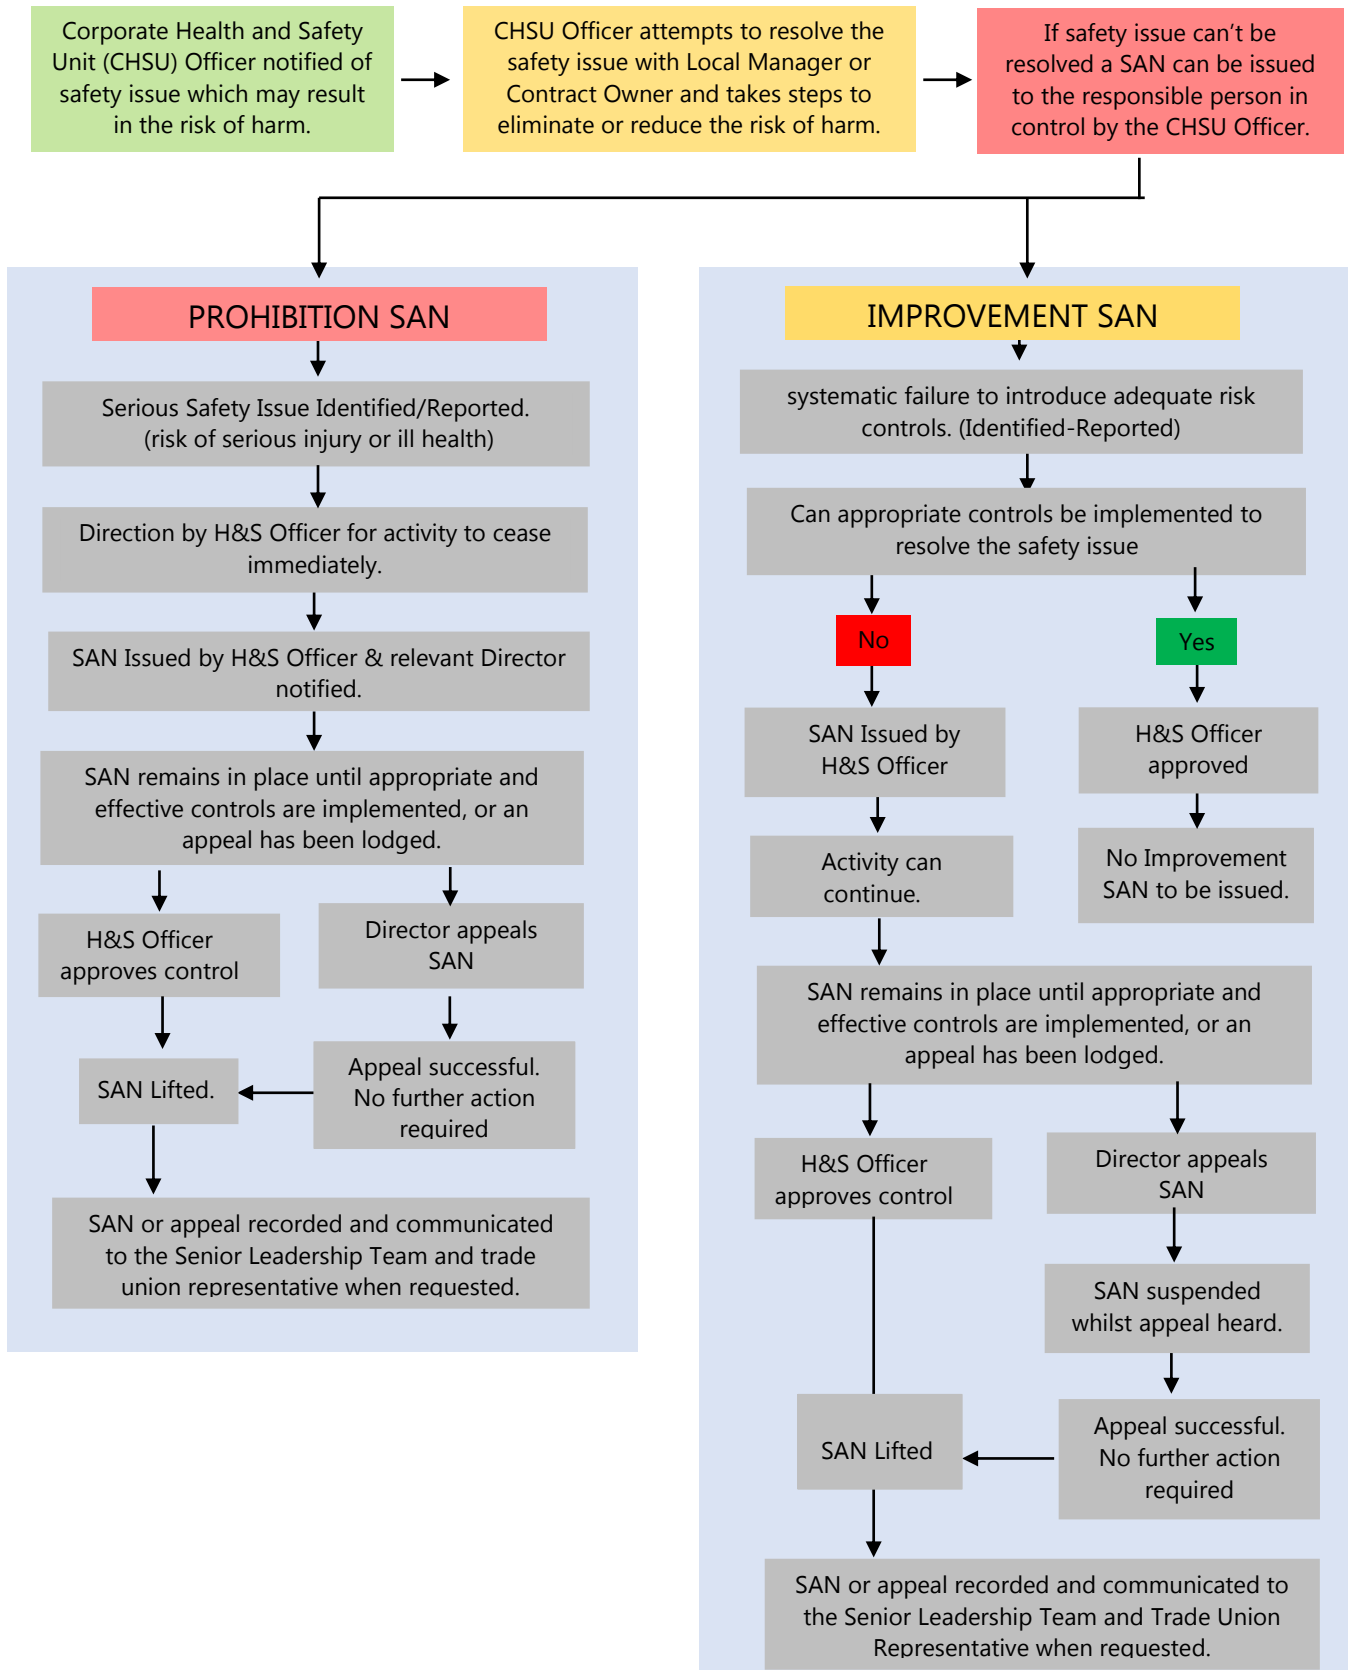 Corporate Health and Safety
Unit (CHSU) Officer notified of
safety issue which may result
in the risk of harm.
CHSU Officer attempts to resolve the
safety issue with Local Manager or
Contract Owner and takes steps to
eliminate or reduce the risk of harm.
If safety issue can’t be
resolved a SAN can be issued
to the responsible person in
control by the CHSU Officer.
PROHIBITION SAN
Serious Safety Issue Identified/Reported.
(risk of serious injury or ill health)
Direction by H&S Officer for activity to cease
immediately.
SAN Issued by H&S Officer & relevant Director
notified.
SAN remains in place until appropriate and
effective controls are implemented, or an
appeal has been lodged.
H&S Officer
approves control
Director appeals
SAN
Appeal successful.
No further action
required
SAN Lifted.
SAN or appeal recorded and communicated
to the Senior Leadership Team and trade
union representative when requested.
IMPROVEMENT SAN
systematic failure to introduce adequate risk
controls. (Identified-Reported)
Can appropriate controls be implemented to
resolve the safety issue
No
Yes
SAN Issued by
H&S Officer
H&S Officer
approved
Activity can
continue.
No Improvement
SAN to be issued.
SAN remains in place until appropriate and
effective controls are implemented, or an
appeal has been lodged.
H&S Officer
approves control
Director appeals
SAN
SAN suspended
whilst appeal heard.
Appeal successful.
No further action
required
SAN Lifted
SAN or appeal recorded and communicated to
the Senior Leadership Team and Trade Union
Representative when requested.